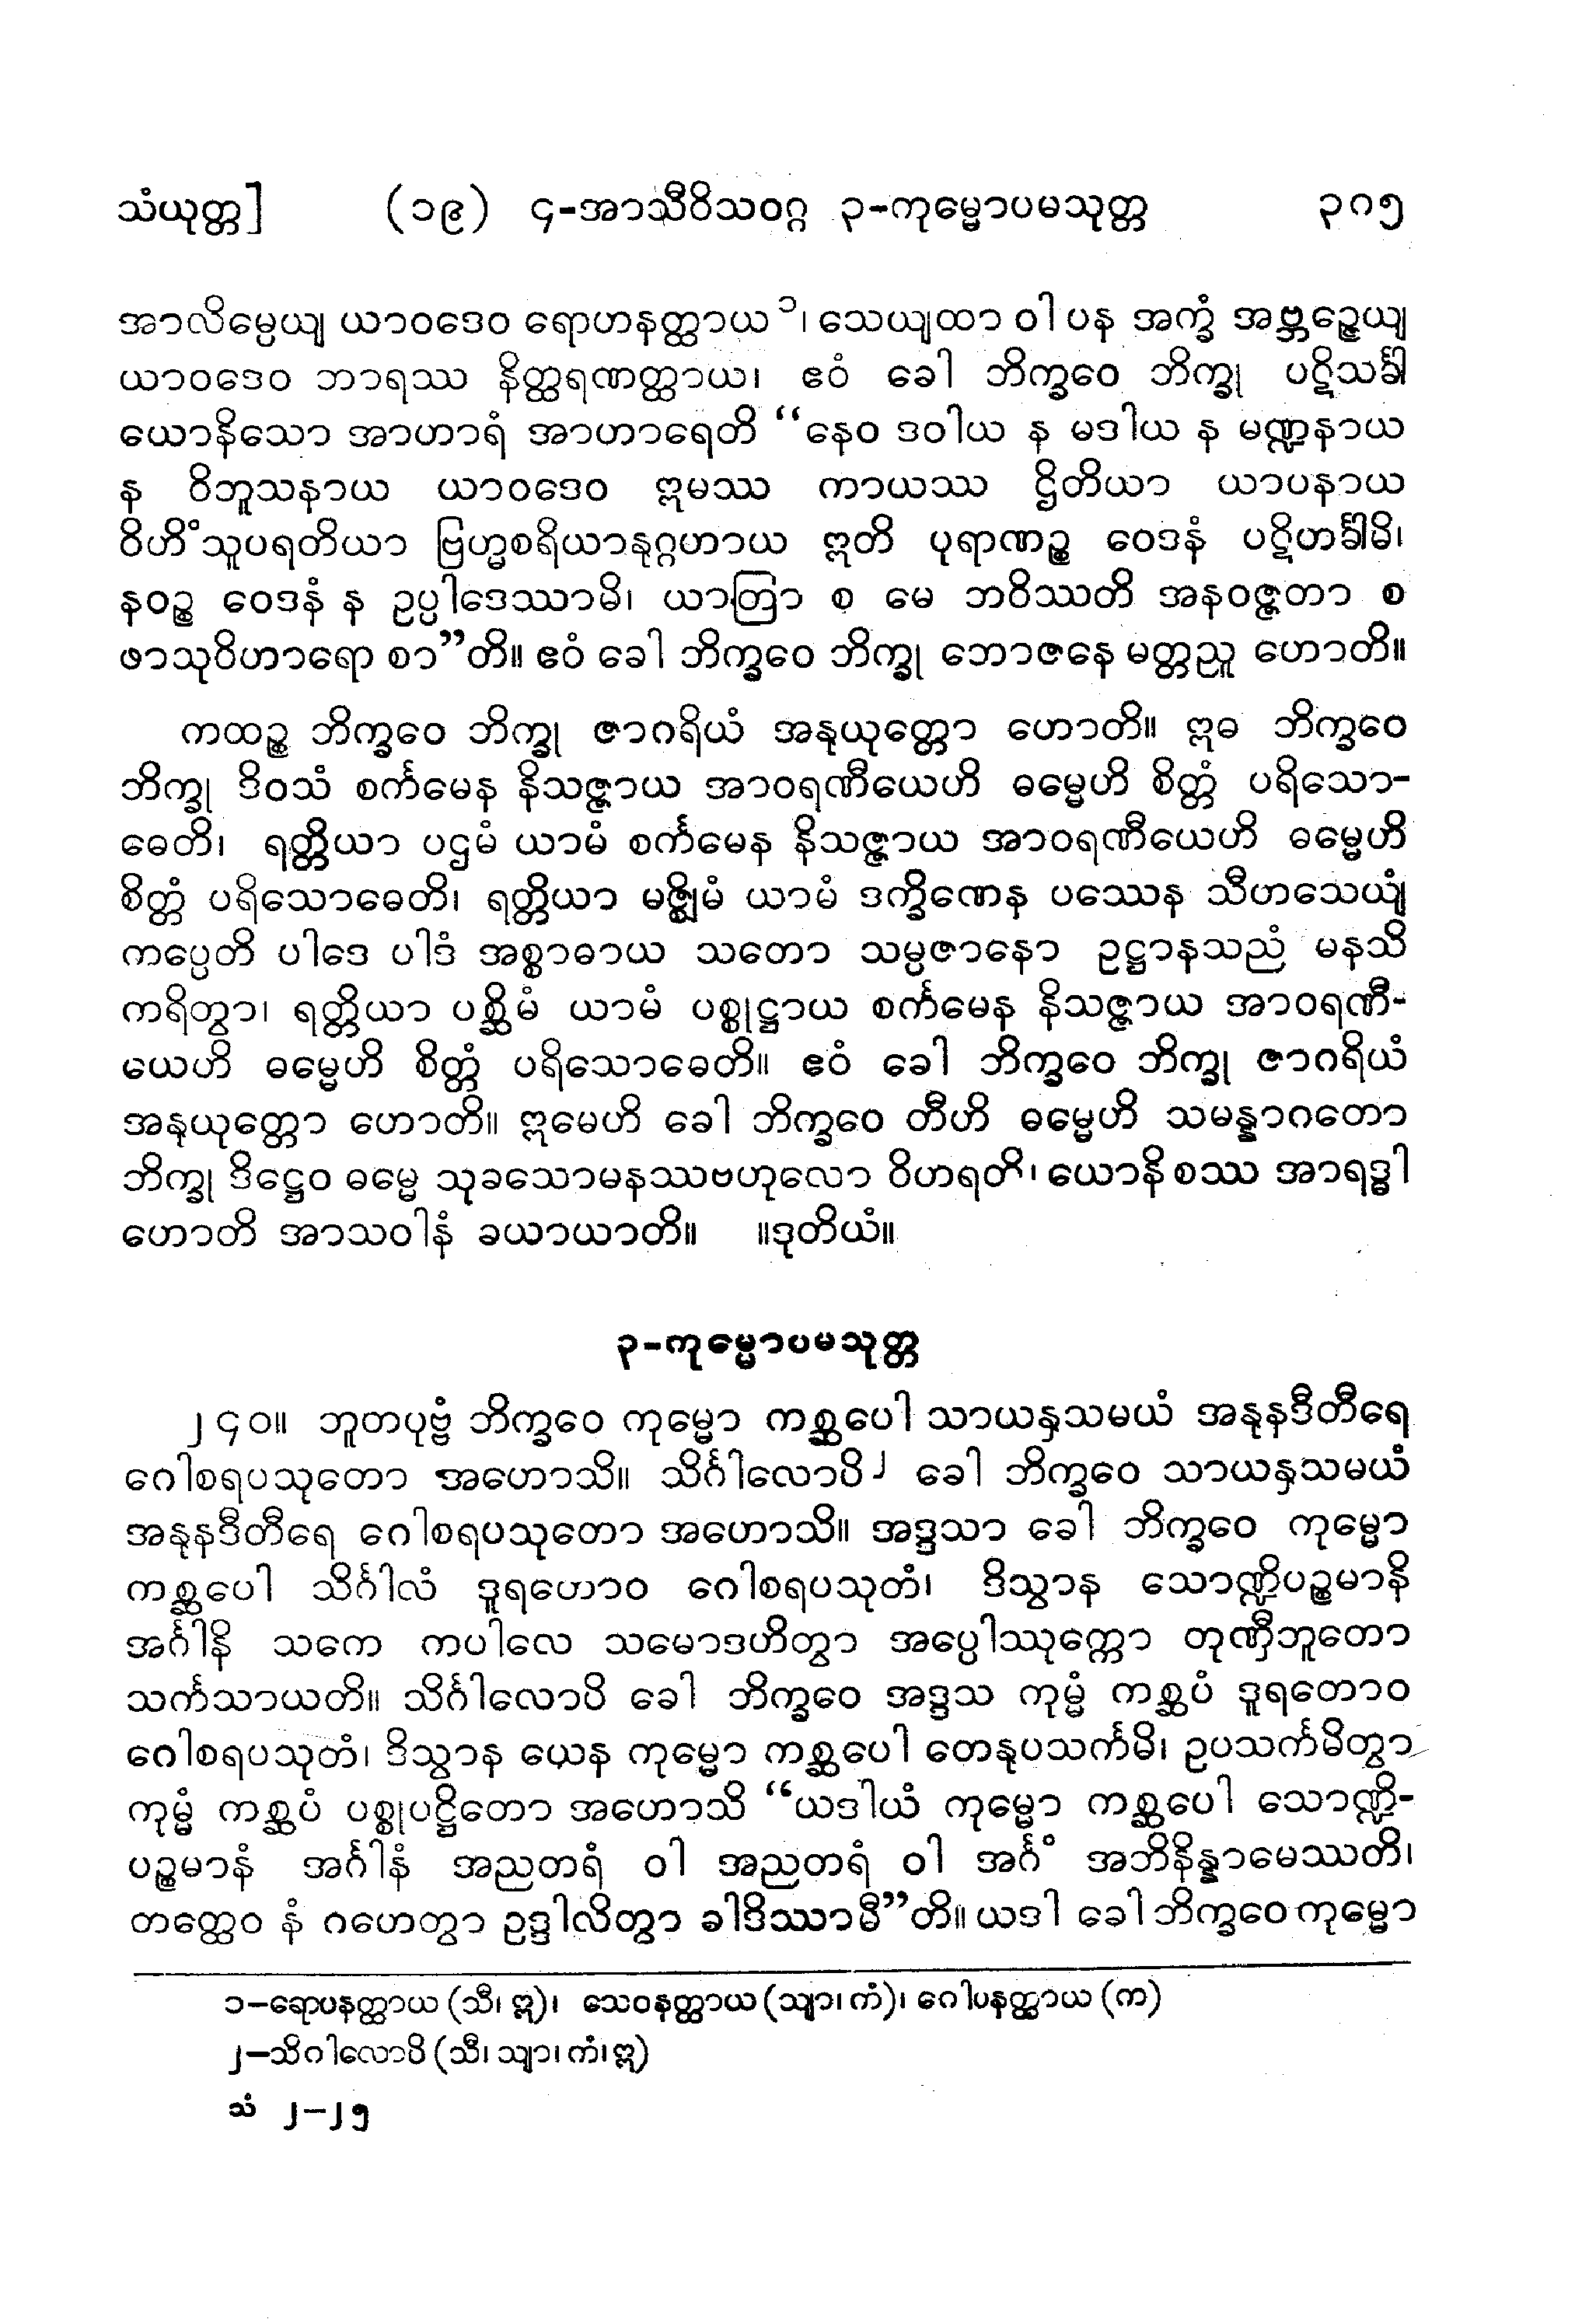 သံယုတ္တ] (၁၉) ၄-အာသီဝိသဝဂ္ဂ ၃-ကုမ္မောပမသုတ္တ ၃ဂ၅
အာလိမ္ပေယျ ယာဝဒေဝ ရောဟနတ္ထာယ ၁၊ သေယျထာ ဝါ ပန အက္ခံ အဗ္ဘဉ္ဇေယျ
ယာဝဒေဝ ဘာရဿ နိတ္ထရဏတ္ထာယ၊ ဧဝံ ခေါ ဘိက္ခဝေ ဘိက္ခု ပဋိသင်္ခါ
ယောနိသော အာဟာရံ အာဟာရေတိ “နေဝ ဒဝါယ န မဒါယ န မဏ္ဍနာယ
န ဝိဘူသနာယ ယာဝဒေဝ ဣမဿ ကာယဿ ဌိတိယာ ယာပနာယ
ဝိဟိံသူပရတိယာ ဗြဟ္မစရိယာနုဂ္ဂဟာယ ဣတိ ပုရာဏဉ္စ ဝေဒနံ ပဋိဟင်္ခါမိ၊
နဝဉ္စ ဝေဒနံ န ဥပ္ပါဒေဿာမိ၊ ယာတြာ စ မေ ဘဝိဿတိ အနဝဇ္ဇတာ စ
ဖာသုဝိဟာရော စာ”တိ။ ဧဝံ ခေါ ဘိက္ခဝေ ဘိက္ခု ဘောဇနေ မတ္တညူ ဟောတိ။
ကထဉ္စ ဘိက္ခဝေ ဘိက္ခု ဇာဂရိယံ အနုယုတ္တော ဟောတိ။ ဣဓ ဘိက္ခဝေ
ဘိက္ခု ဒိဝသံ စင်္ကမေန နိသဇ္ဇာယ အာဝရဏီယေဟိ ဓမ္မေဟိ စိတ္တံ ပရိသော-
ဓေတိ၊ ရတ္တိယာ ပဌမံ ယာမံ စင်္ကမေန နိသဇ္ဇာယ အာဝရဏီယေဟိ ဓမ္မေဟိ
စိတ္တံ ပရိသောဓေတိ၊ ရတ္တိယာ မဇ္ဈိမံ ယာမံ ဒက္ခိဏေန ပဿေန သီဟသေယျံ
ကပ္ပေတိ ပါဒေ ပါဒံ အစ္စာဓာယ သတော သမ္ပဇာနော ဥဋ္ဌာနသညံ မနသိ
ကရိတွာ၊ ရတ္တိယာ ပစ္ဆိမံ ယာမံ ပစ္စုဋ္ဌာယ စင်္ကမေန နိသဇ္ဇာယ အာဝရဏီ-
ယေဟိ ဓမ္မေဟိ စိတ္တံ ပရိသောဓေတိ။ ဧဝံ ခေါ ဘိက္ခဝေ ဘိက္ခု ဇာဂရိယံ
အနုယုတ္တော ဟောတိ။ ဣမေဟိ ခေါ ဘိက္ခဝေ တီဟိ ဓမ္မေဟိ သမန္နာဂတော
ဘိက္ခု ဒိဋ္ဌေဝ ဓမ္မေ သုခသောမနဿဗဟုလော ဝိဟရတိ၊ ယောနိ စဿ အာရဒ္ဓါ
ဟောတိ အာသဝါနံ ခယာယာတိ။ ။ဒုတိယံ။
၃-ကုမ္မောပမသုတ္တ
၂၄ဝ။ ဘူတပုဗ္ဗံ ဘိက္ခဝေ ကုမ္မော ကစ္ဆပေါ သာယနှသမယံ အနုနဒီတီရေ
ဂေါစရပသုတော အဟောသိ။ သိင်္ဂါလောပိ ၂ ခေါ ဘိက္ခဝေ သာယနှသမယံ
အနုနဒီတီရေ ဂေါစရပသုတော အဟောသိ။ အဒ္ဒသာ ခေါ ဘိက္ခဝေ ကုမ္မော
ကစ္ဆပေါ သိင်္ဂါလံ ဒူရဟောဝ ဂေါစရပသုတံ၊ ဒိသွာန သောဏ္ဍိပဉ္စမာနိ
အင်္ဂါနိ သကေ ကပါလေ သမောဒဟိတွာ အပ္ပေါဿုက္ကော တုဏှီဘူတော
သင်္ကသာယတိ။ သိင်္ဂါလောပိ ခေါ ဘိက္ခဝေ အဒ္ဒသ ကုမ္မံ ကစ္ဆပံ ဒူရတောဝ
ဂေါစရပသုတံ၊ ဒိသွာန ယေန ကုမ္မော ကစ္ဆပေါ တေနုပသင်္ကမိ၊ ဥပသင်္ကမိတွာ
ကုမ္မံ ကစ္ဆပံ ပစ္စုပဋ္ဌိတော အဟောသိ “ယဒါယံ ကုမ္မော ကစ္ဆပေါ သောဏ္ဍိ-
ပဉ္စမာနံ အင်္ဂါနံ အညတရံ ဝါ အညတရံ ဝါ အင်္ဂံ အဘိနိန္နာမေဿတိ၊
တတ္ထေဝ နံ ဂဟေတွာ ဥဒ္ဒါလိတွာ ခါဒိဿာမီ”တိ။ ယဒါ ခေါ ဘိက္ခဝေ ကုမ္မော
၁—ရောပနတ္ထာယ (သီ၊ ဣ)၊ သေဝနတ္ထာယ (သျာ၊ ကံ)၊ ဂေါပနတ္ထာယ (က)
၂—သိဂါလောပိ (သီ၊ သျာ၊ ကံ၊ ဣ)
သံ ၂—၂၅